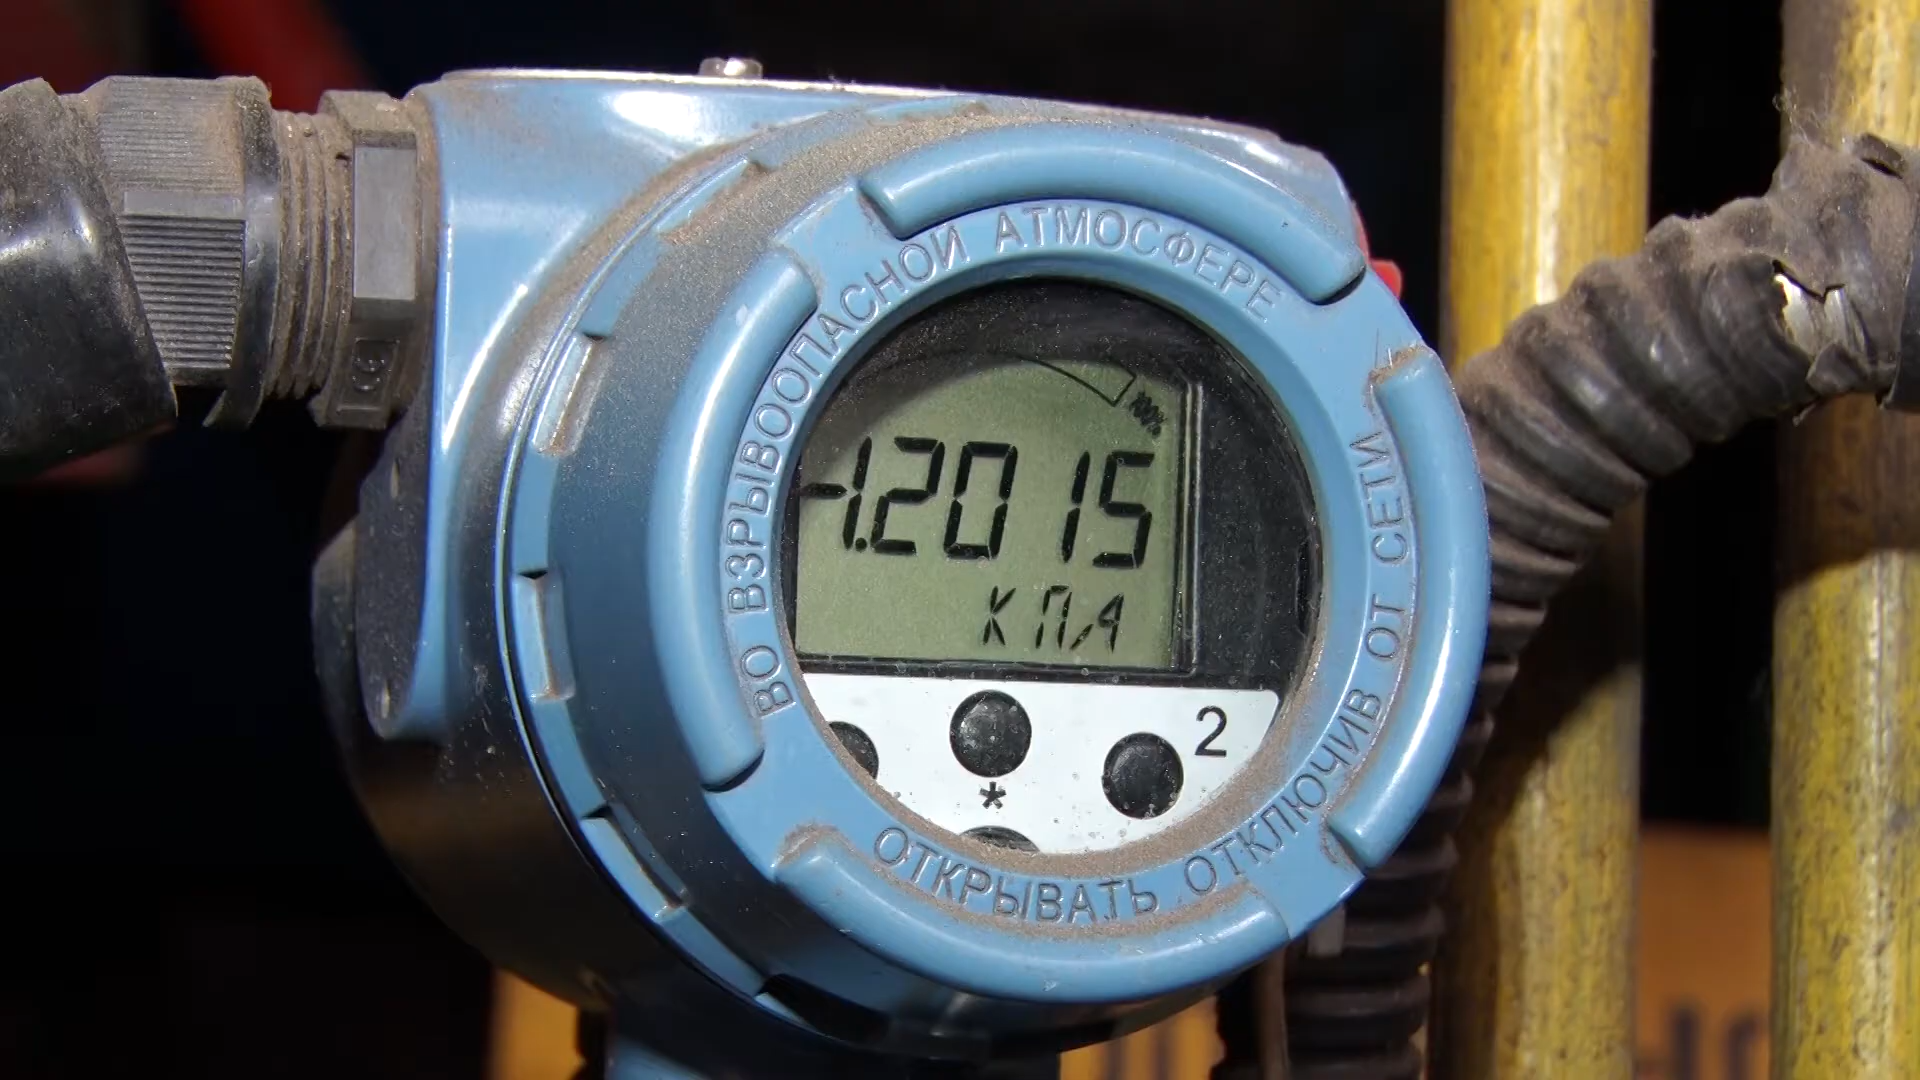 ВО ВЗРЫВООПАСНОЙ АТМОСФЕРЕ
ОТКРЫВАТЬ ОТКЛЮЧИВ ОТ СЕТИ
100%
-1.2015
КПА
2
*